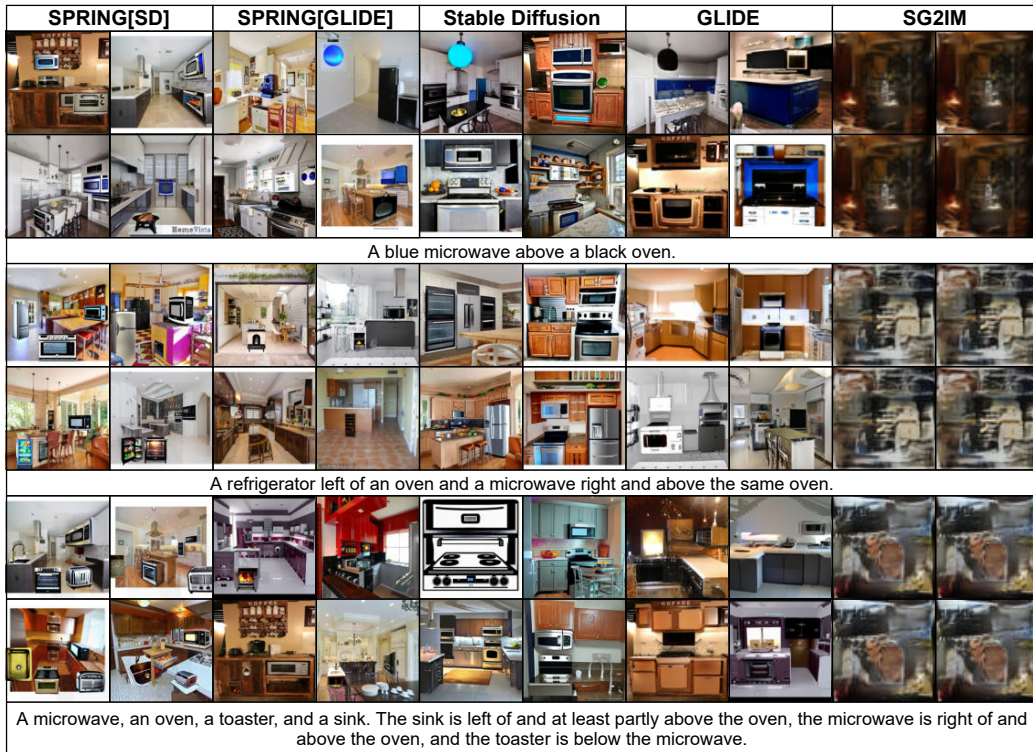 SPRING[SD] SPRING[GLIDE] Stable Diffusion GLIDE SG2IM
COFFEE
COFFEE
HomeVista
A blue microwave above a black oven.
A refrigerator left of an oven and a microwave right and above the same oven.
COFFEE
COFFEE
A microwave, an oven, a toaster, and a sink. The sink is left of and at least partly above the oven, the microwave is right of and
above the oven, and the toaster is below the microwave.